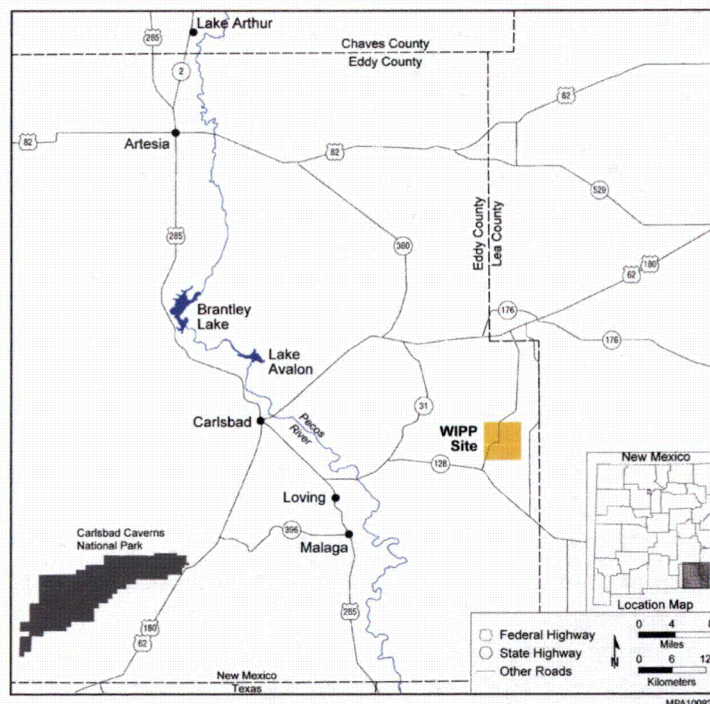 Lake Arthur
285
Chaves County
Eddy County
2
82
82
Artesia
82
529
Eddy County
Lea County
285
360
180
62
Brantley
Lake
176
176
Lake
Avalon
31
Pecos
River
Carlsbad
WIPP
Site
128
New Mexico
Loving
Carlsbad Caverns
National Park
396
Malaga
Location Map
180
62
285
Federal Highway
State Highway
Other Roads
N
0 4 8
Miles
0 6 12
Kilometers
New Mexico
Texas